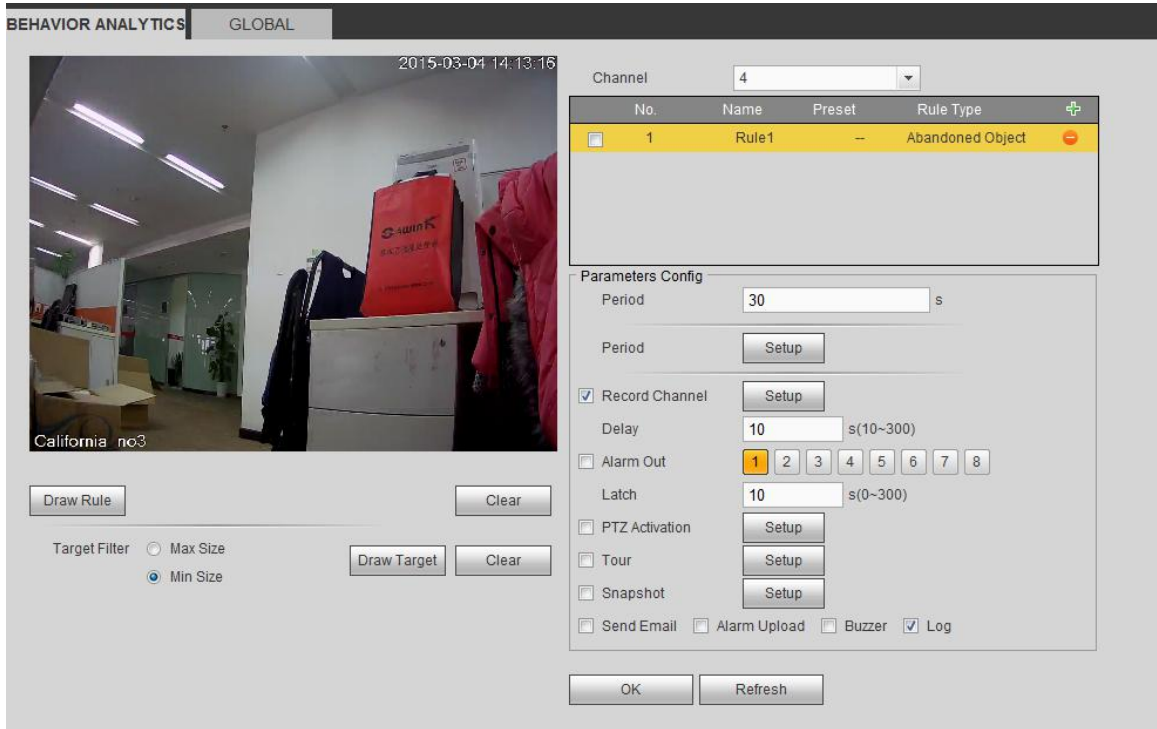 BEHAVIOR ANALYTICS
GLOBAL
2015-03-04 14:13:16
California no3
Draw Rule
Clear
Target Filter Max Size
Min Size
Draw Target Clear
Channel 4
No. Name Preset Rule Type
1 Rule1 -- Abandoned Object
Parameters Config
Period 30 s
Period Setup
Record Channel Setup
Delay 10 s(10~300)
Alarm Out 1 2 3 4 5 6 7 8
Latch 10 s(0~300)
PTZ Activation Setup
Tour Setup
Snapshot Setup
Send Email Alarm Upload Buzzer Log
OK Refresh